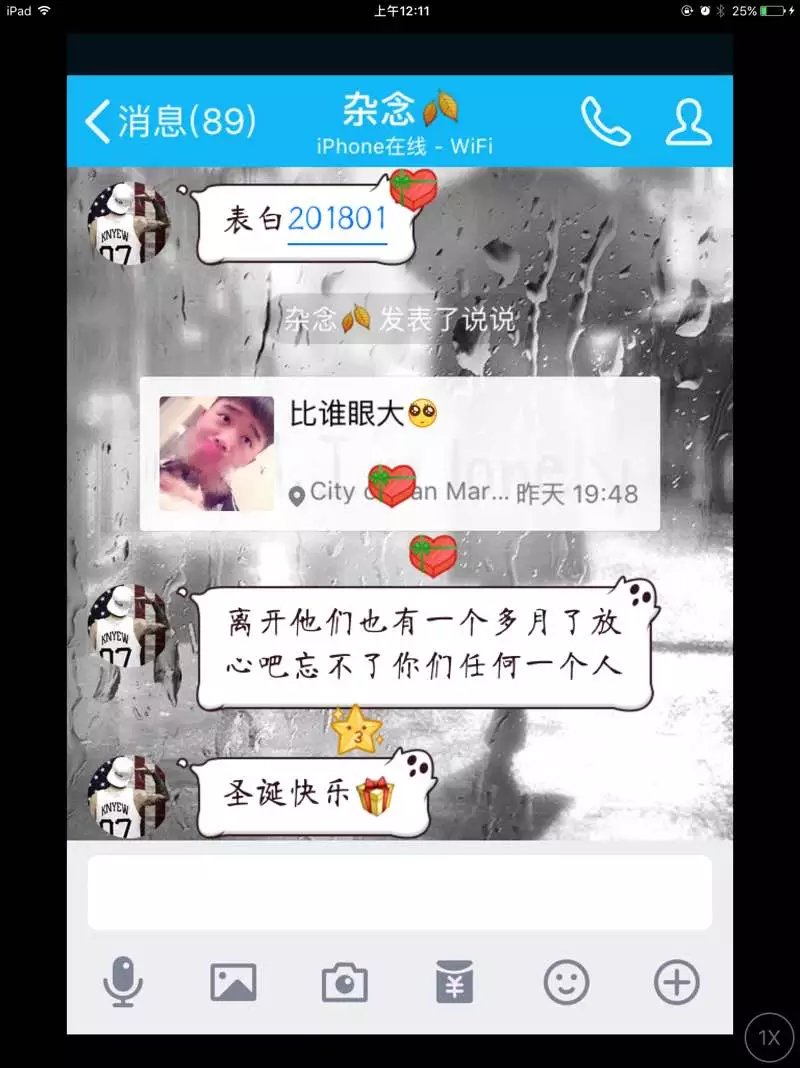 iPad 上午12:11 25%
消息(89) 杂念🍂
iPhone在线 - WiFi
表白201801
KNYEW
07
杂念🍂 发表了说说
比谁眼大🥺
City an Mar... 昨天 19:48
离开他们也有一个多月了放
心吧忘不了你们任何一个人
KNYEW
07
圣诞快乐🎁
KNYEW
07
¥
1X